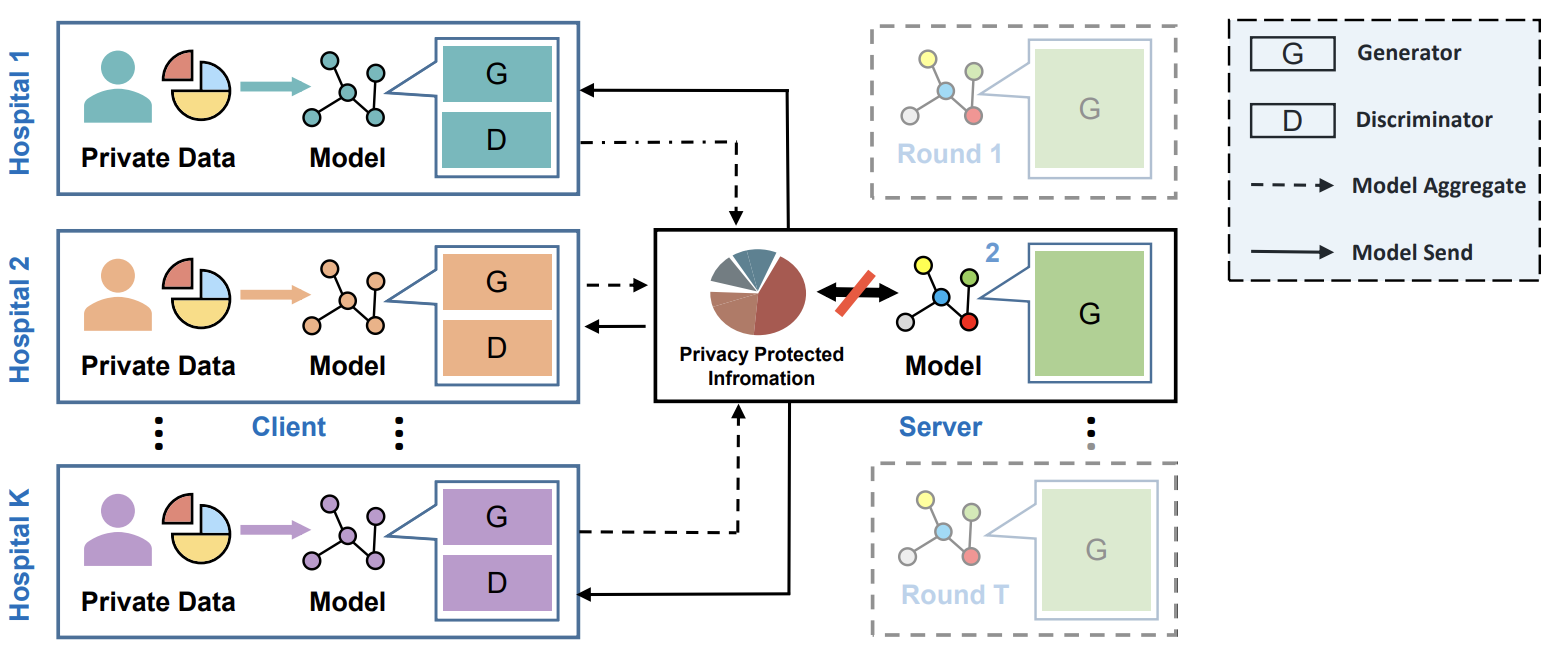 Hospital 1
G
D
Private Data
Model
G
Round 1
G
Generator
D
Discriminator
Model Aggregate
Model Send
Hospital 2
G
D
Private Data
Model
2
G
Privacy Protected
Infromation
Model
Client
Server
Hospital K
G
D
Private Data
Model
G
Round T